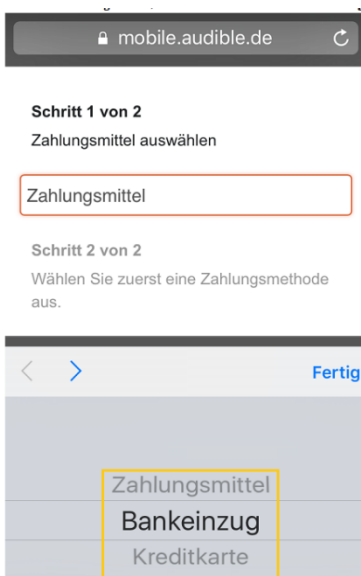 mobile.audible.de
Schritt 1 von 2
Zahlungsmittel auswählen
Zahlungsmittel
Schritt 2 von 2
Wählen Sie zuerst eine Zahlungsmethode
aus.
Fertig
Zahlungsmittel
Bankeinzug
Kreditkarte